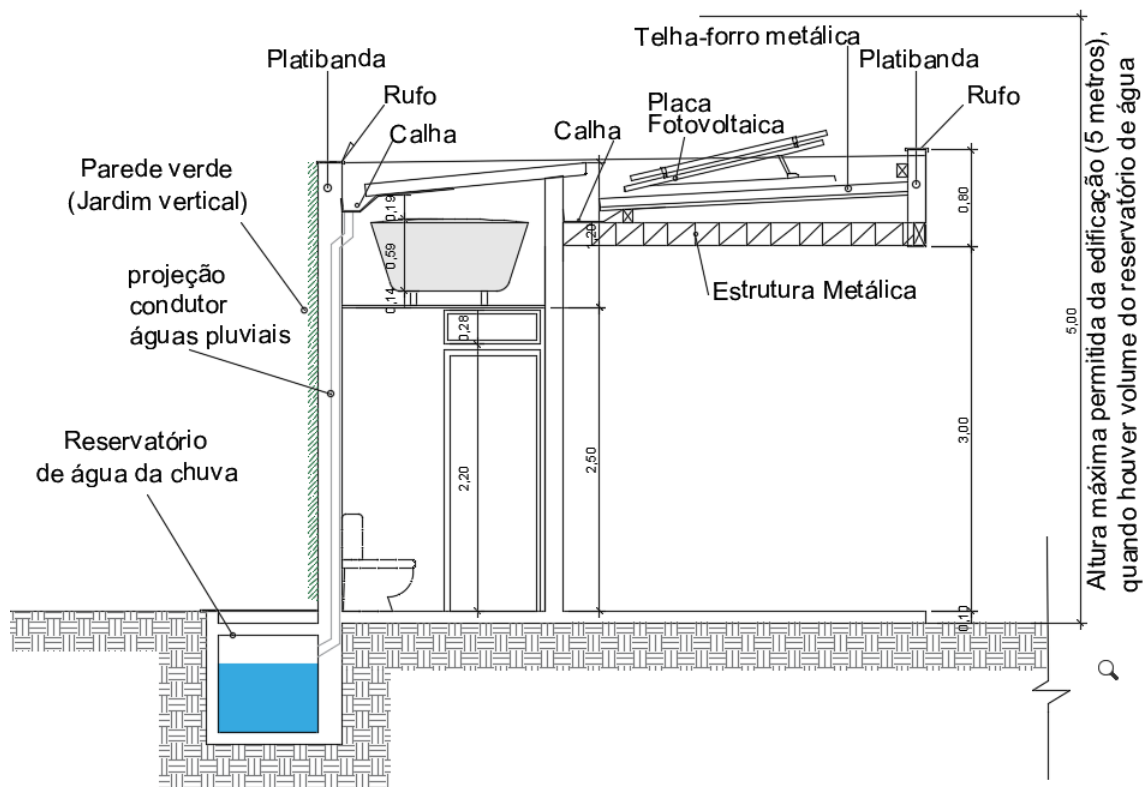 Telha-forro metálica
Platibanda
Platibanda
Rufo
Rufo
Placa
Fotovoltaica
Calha
Calha
Parede verde
(Jardim vertical)
projeção
condutor
águas pluviais
Estrutura Metálica
Reservatório
de água da chuva
0,19
0,59
0,14
0,28
2,20
2,50
,20
0,80
3,00
0,10
5,00
Altura máxima permitida da edificação (5 metros),
quando houver volume do reservatório de água